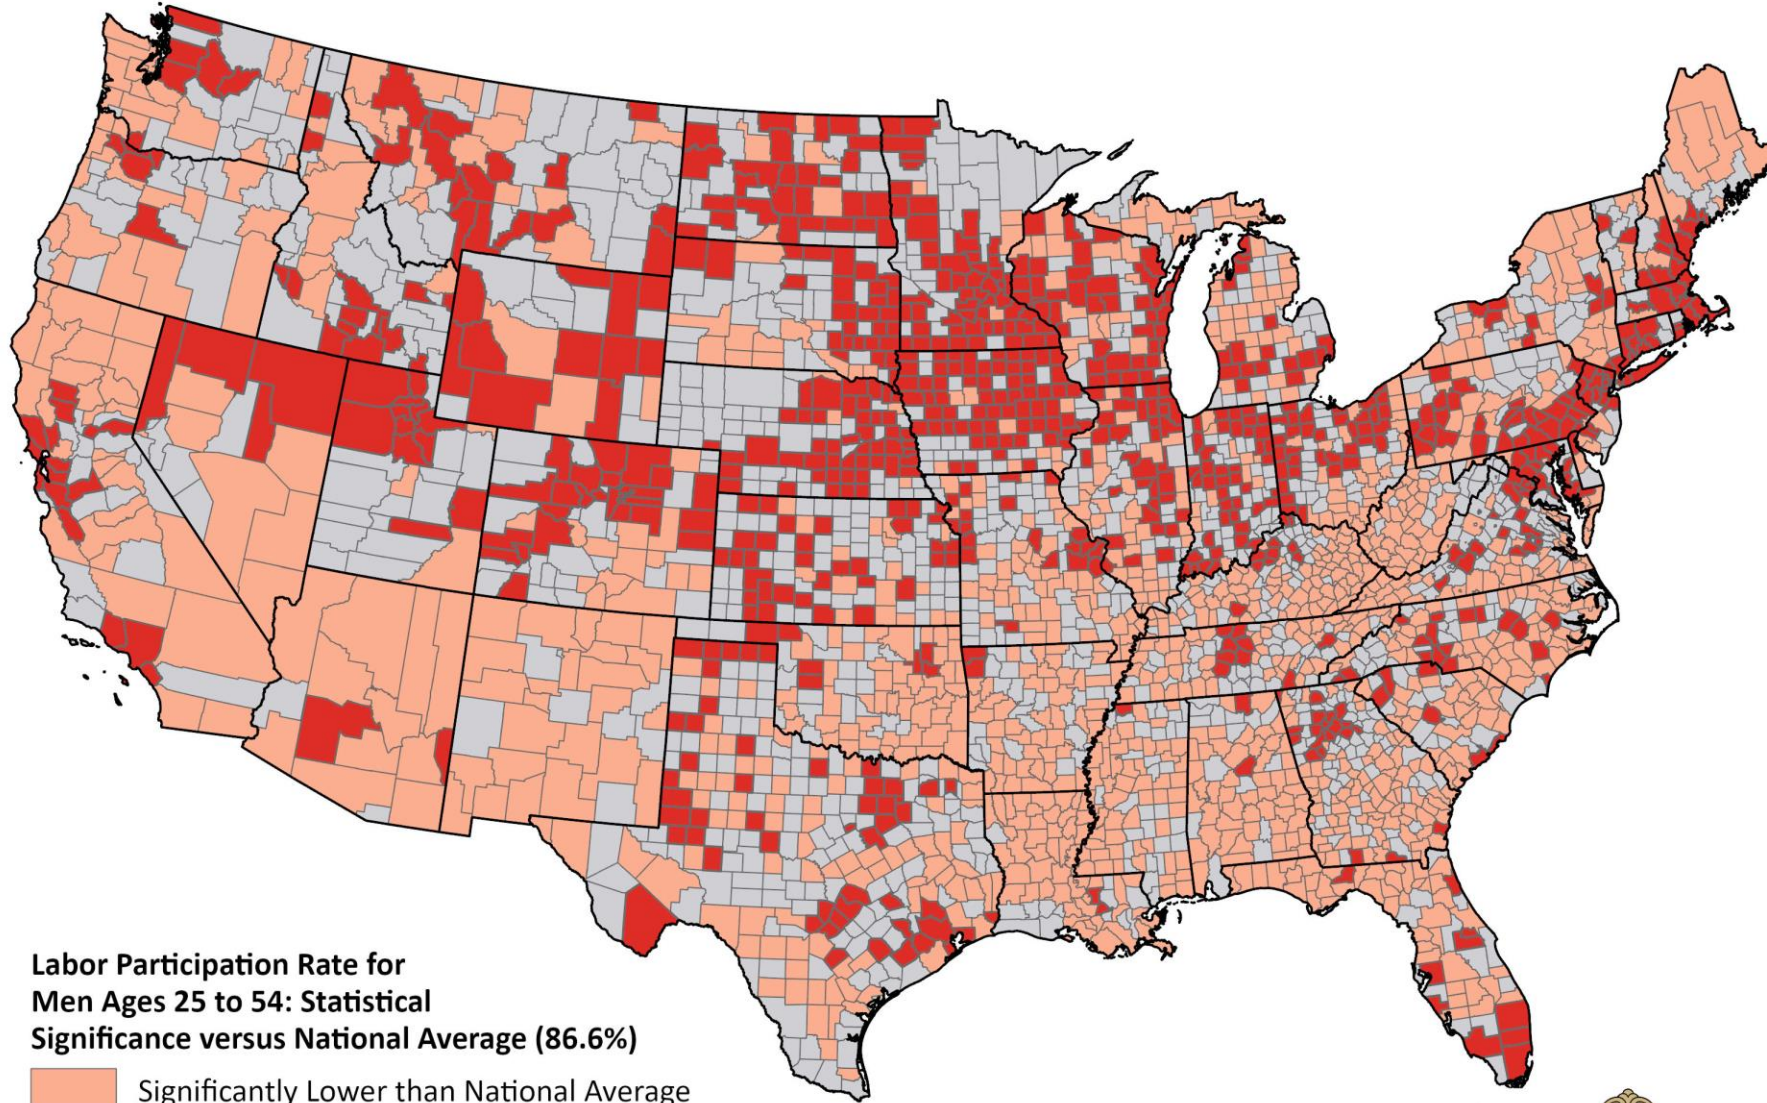 Labor Participation Rate for
Men Ages 25 to 54: Statistical
Significance versus National Average (86.6%)
Significantly Lower than National Average